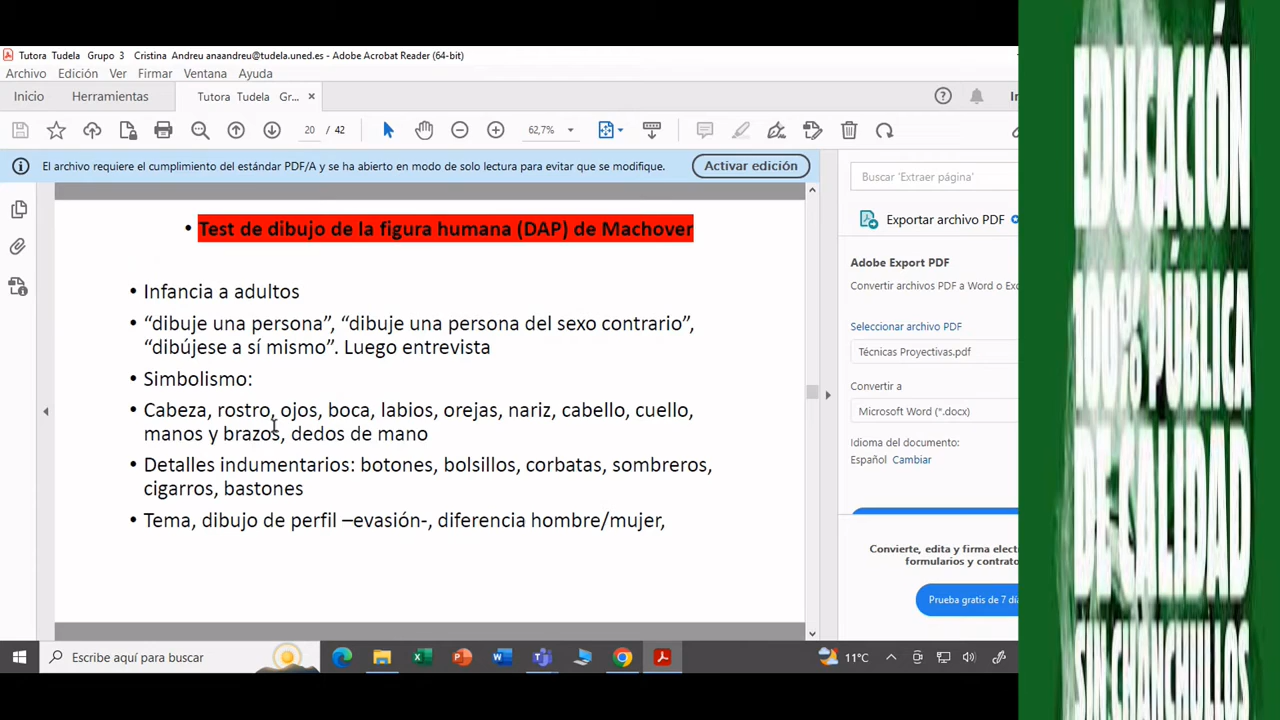 Tutora Tudela Grupo 3 Cristina Andreu anaandreu@tudela.uned.es - Adobe Acrobat Reader (64-bit)
Archivo Edición Ver Firmar Ventana Ayuda
Inicio Herramientas Tutora Tudela Gr... ×
20 / 42 62,7%
El archivo requiere el cumplimiento del estándar PDF/A y se ha abierto en modo de solo lectura para evitar que se modifique. Activar edición
• Test de dibujo de la figura humana (DAP) de Machover
• Infancia a adultos
• “dibuje una persona”, “dibuje una persona del sexo contrario”,
“dibújese a sí mismo”. Luego entrevista
• Simbolismo:
• Cabeza, rostro, ojos, boca, labios, orejas, nariz, cabello, cuello,
manos y brazos, dedos de mano
• Detalles indumentarios: botones, bolsillos, corbatas, sombreros,
cigarros, bastones
• Tema, dibujo de perfil –evasión-, diferencia hombre/mujer,
Buscar 'Extraer página'
Exportar archivo PDF
Adobe Export PDF
Convertir archivos PDF a Word o Exc
Seleccionar archivo PDF
Técnicas Proyectivas.pdf
Convertir a
Microsoft Word (*.docx)
Idioma del documento:
Español Cambiar
Convierte, edita y firma elect
formularios y contrato
Prueba gratis de 7 día
Escribe aquí para buscar
11°C
EDUCACIÓN
100% PÚBLICA
DE CALIDAD
SIN CHANCHULLOS